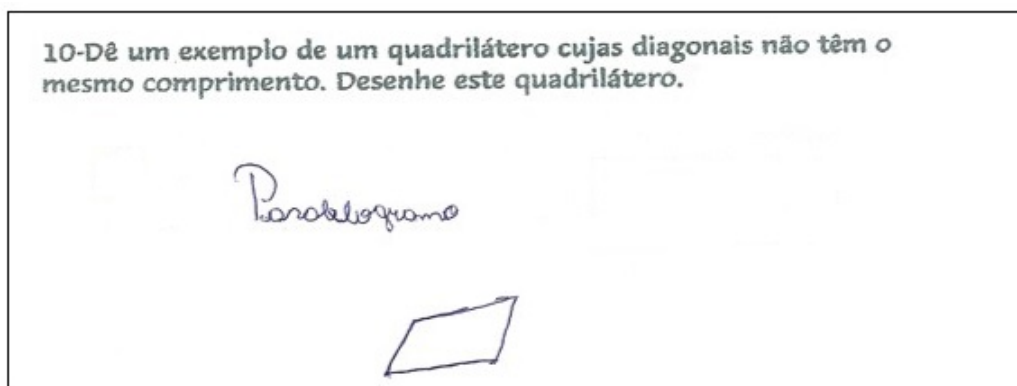 10-Dê um exemplo de um quadrilátero cujas diagonais não têm o
mesmo comprimento. Desenhe este quadrilátero.
Paralelogramo